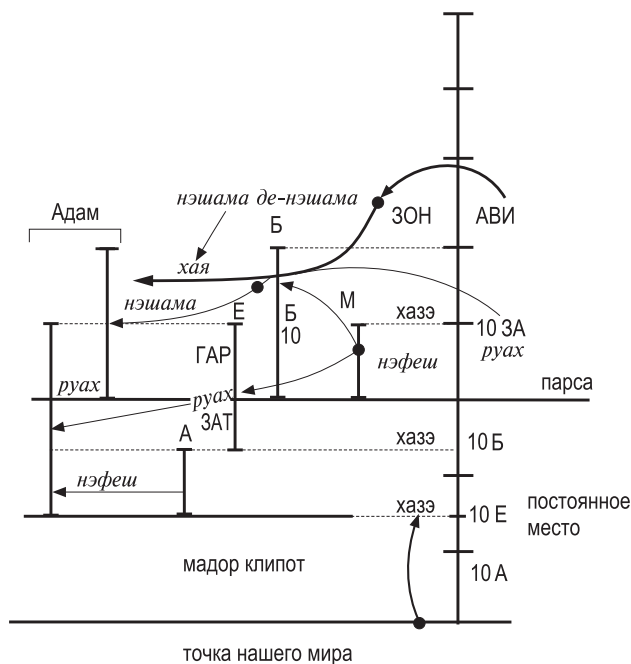 нэшама де-нэшама
Адам
Б
ЗОН
АВИ
хая
нэшама
Е
Б
10
М
хазэ
10 ЗА
руах
ГАР
нэфеш
парса
руах
руах
ЗАТ
А
хазэ
10 Б
нэфеш
хазэ
10 Е
постоянное
место
мадор клипот
10 А
точка нашего мира